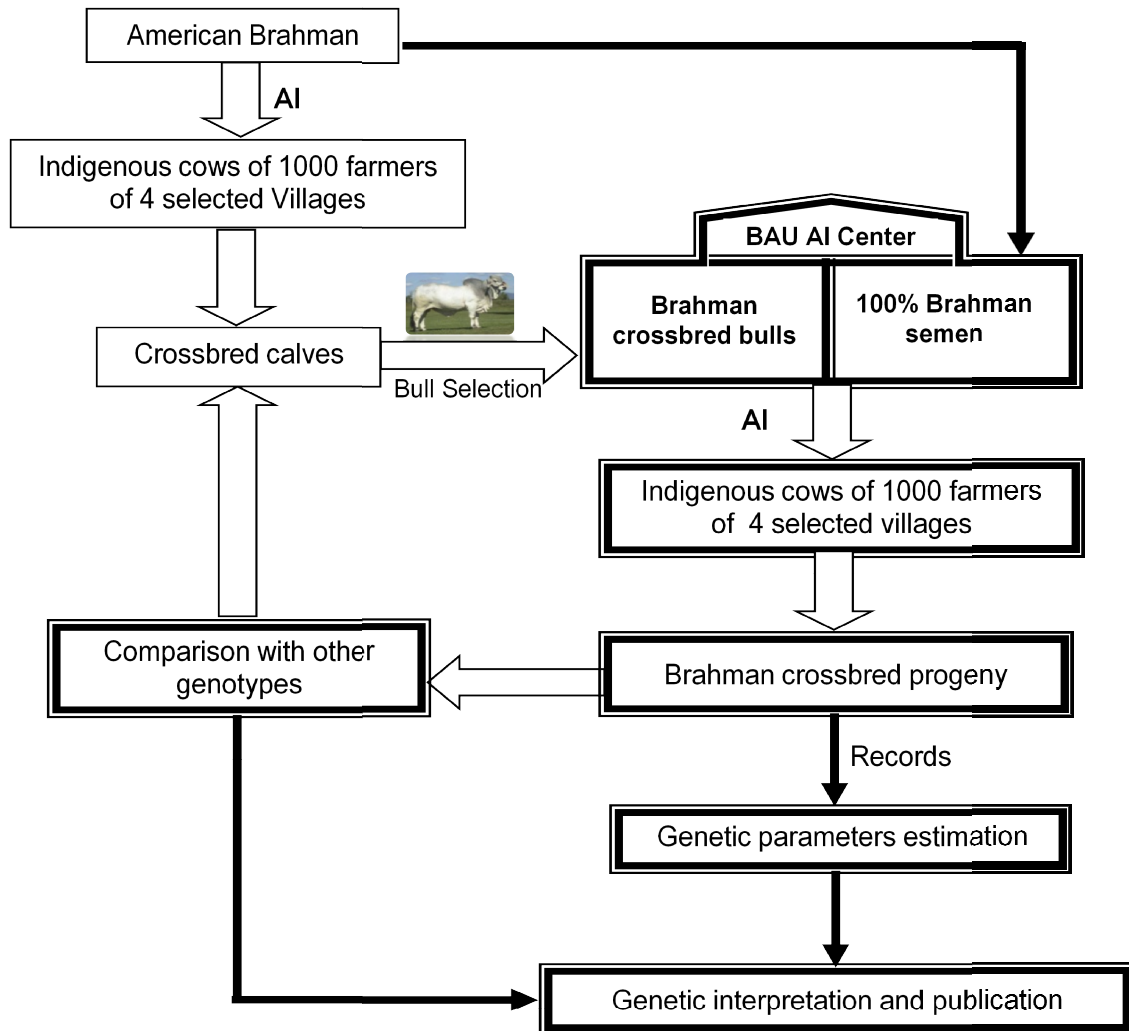 American Brahman
AI
Indigenous cows of 1000 farmers
of 4 selected Villages
Crossbred calves
Bull Selection
BAU AI Center
Brahman
crossbred bulls
100% Brahman
semen
AI
Indigenous cows of 1000 farmers
of 4 selected villages
Brahman crossbred progeny
Comparison with other
genotypes
Records
Genetic parameters estimation
Genetic interpretation and publication